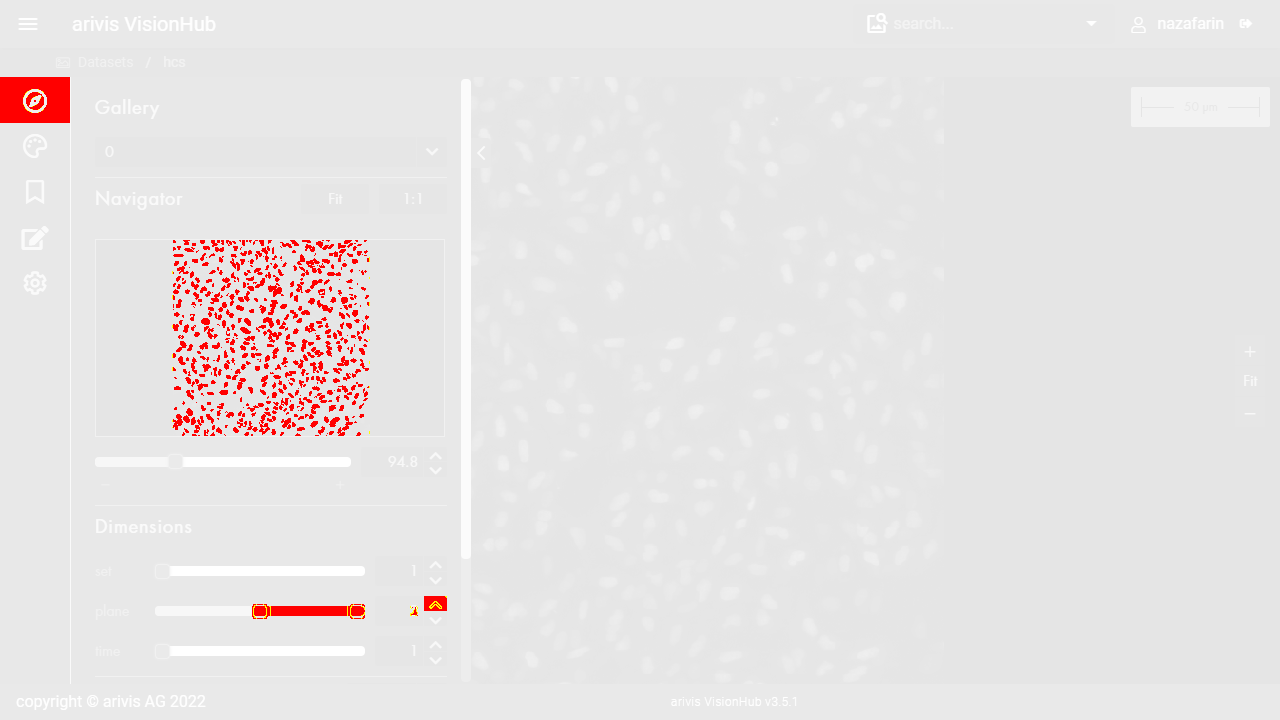 arivis VisionHub
search...
nazafarin
Datasets / hcs
Gallery
0
Navigator
Fit
1:1
50 µm
94.8
- +
Dimensions
set
1
plane
time
1
+
Fit
-
copyright © arivis AG 2022
arivis VisionHub v3.5.1